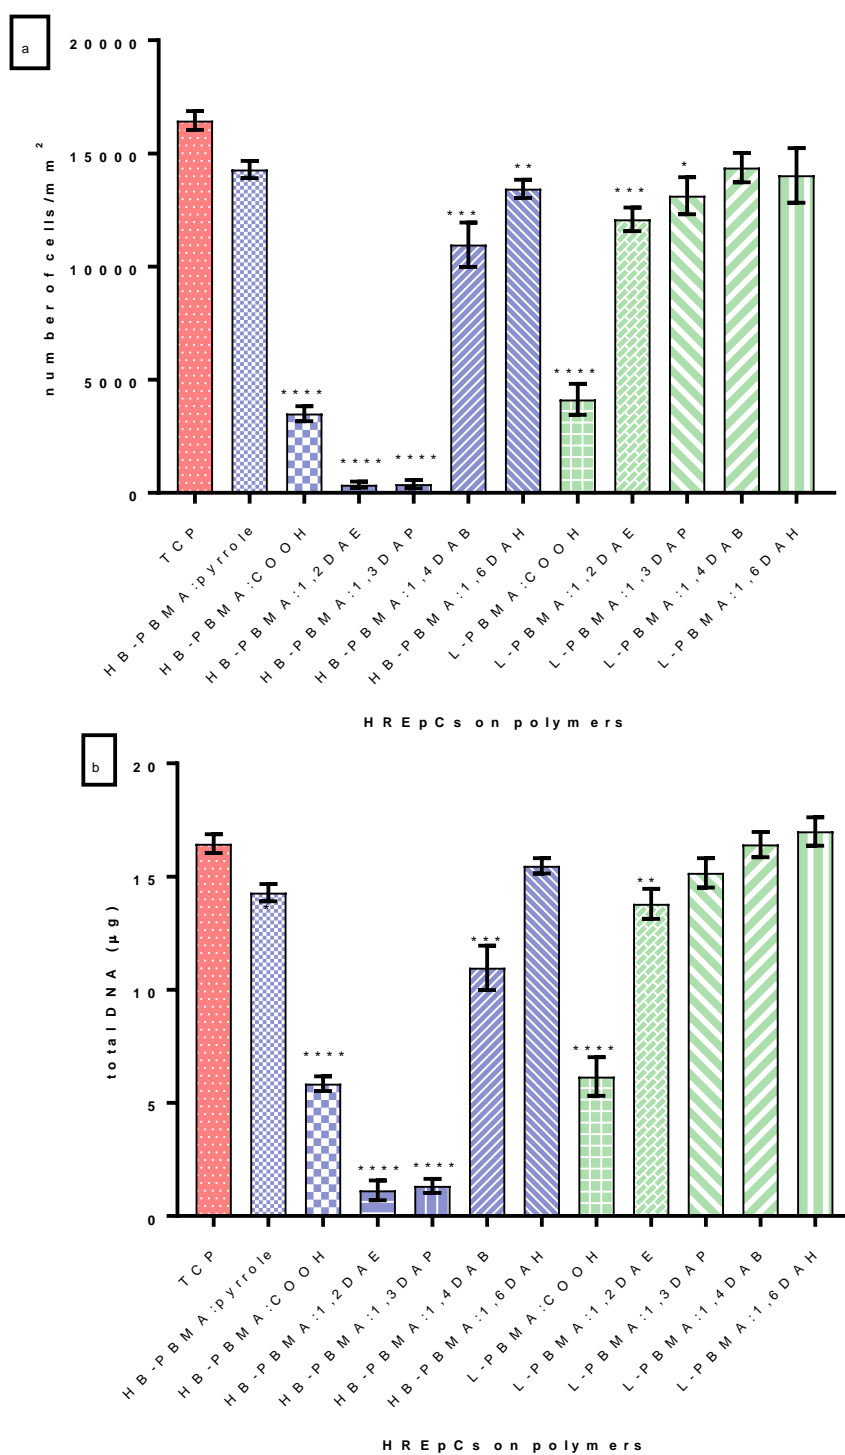 a
20000
15000
10000
5000
0
number of cells/mm²
****
****
****
***
**
****
***
*
TCP
HB-PBMA:pyrrole
HB-PBMA:COOH
HB-PBMA:1,2DAE
HB-PBMA:1,3DAP
HB-PBMA:1,4DAB
HB-PBMA:1,6DAH
L-PBMA:COOH
L-PBMA:1,2DAE
L-PBMA:1,3DAP
L-PBMA:1,4DAB
L-PBMA:1,6DAH
HREpCs on polymers
b
20
15
10
5
0
total DNA (µg)
*
****
****
****
***
****
**
TCP
HB-PBMA:pyrrole
HB-PBMA:COOH
HB-PBMA:1,2DAE
HB-PBMA:1,3DAP
HB-PBMA:1,4DAB
HB-PBMA:1,6DAH
L-PBMA:COOH
L-PBMA:1,2DAE
L-PBMA:1,3DAP
L-PBMA:1,4DAB
L-PBMA:1,6DAH
HREpCs on polymers